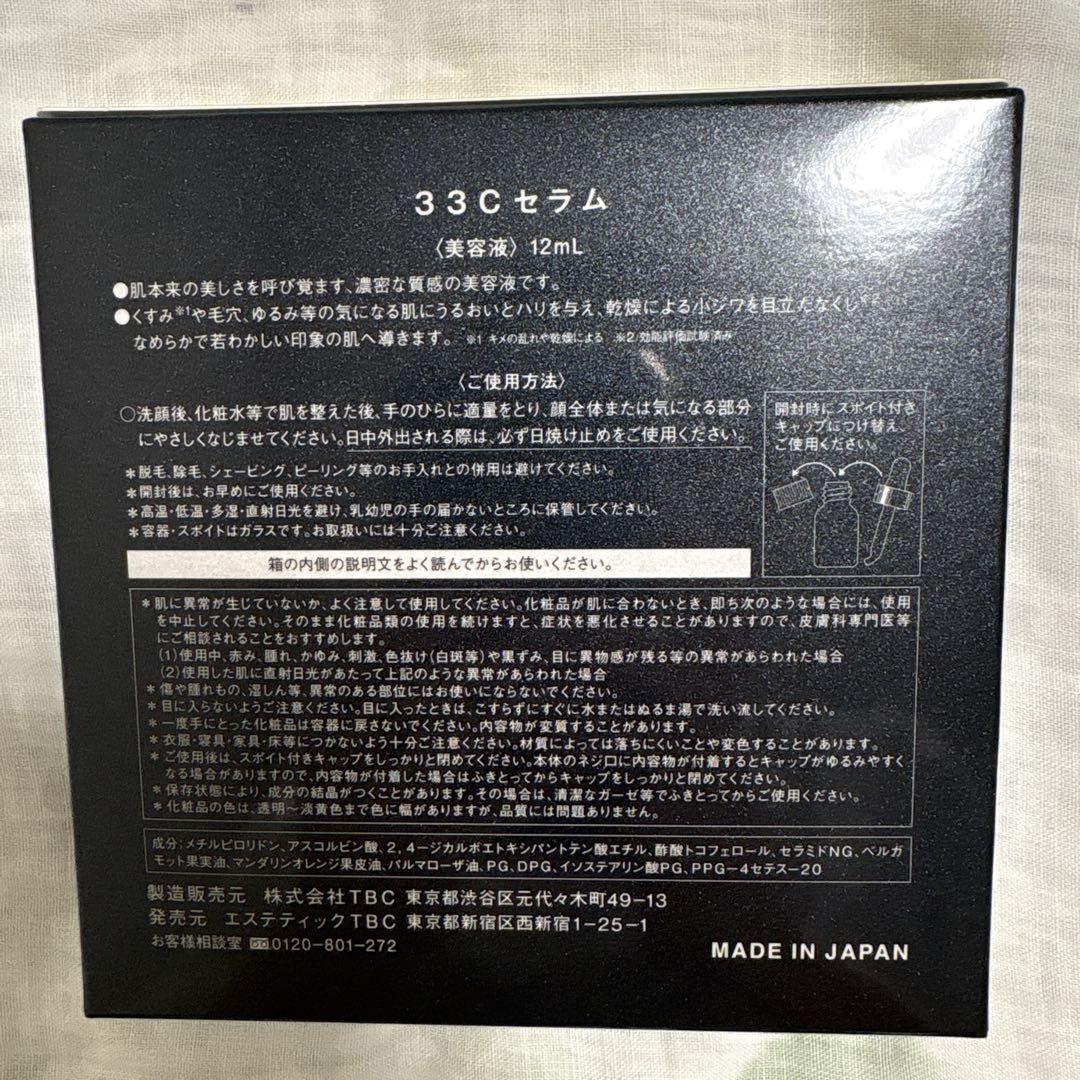 33Cセラム
〈美容液〉12mL
●肌本来の美しさを呼び覚ます、濃密な質感の美容液です。
●くすみ※1や毛穴、ゆるみ等の気になる肌にうるおいとハリを与え、乾燥による小ジワを目立たなくし※2
なめらかで若わかしい印象の肌へ導きます。 ※1 キメの乱れや乾燥による ※2 効能評価試験済み
〈ご使用方法〉
○洗顔後、化粧水等で肌を整えた後、手のひらに適量をとり、顔全体または気になる部分
にやさしくなじませてください。日中外出される際は、必ず日焼け止めをご使用ください。
*脱毛、除毛、シェービング、ピーリング等のお手入れとの併用は避けてください。
*開封後は、お早めにご使用ください。
*高温・低温・多湿・直射日光を避け、乳幼児の手の届かないところに保管してください。
*容器・スポイトはガラスです。お取扱いには十分ご注意ください。
開封時にスポイト付き
キャップにつけ替え、
ご使用ください。
箱の内側の説明文をよく読んでからお使いください。
*肌に異常が生じていないか、よく注意して使用してください。化粧品が肌に合わないとき、即ち次のような場合には、使用
を中止してください。そのまま化粧品類の使用を続けますと、症状を悪化させることがありますので、皮膚科専門医等
にご相談されることをおすすめします。
(1)使用中、赤み、腫れ、かゆみ、刺激、色抜け(白斑等)や黒ずみ、目に異物感が残る等の異常があらわれた場合
(2)使用した肌に直射日光があたって上記のような異常があらわれた場合
*傷や腫れもの、湿しん等、異常のある部位にはお使いにならないでください。
*目に入らないようご注意ください。目に入ったときは、こすらずにすぐに水またはぬるま湯で洗い流してください。
*一度手にとった化粧品は容器に戻さないでください。内容物が変質することがあります。
*衣服・寝具・家具・床等につかないよう十分ご注意ください。材質によっては落ちにくいことや変色することがあります。
*ご使用後は、スポイト付きキャップをしっかりと閉めてください。本体のネジ口に内容物が付着するとキャップがゆるみやすく
なる場合がありますので、内容物が付着した場合はふきとってからキャップをしっかりと閉めてください。
*保存状態により、成分の結晶がつくことがあります。その場合は、清潔なガーゼ等でふきとってからご使用ください。
*化粧品の色は、透明〜淡黄色まで色に幅がありますが、品質には問題ありません。
成分:メチルピロリドン、アスコルビン酸、2,4-ジカルボエトキシパントテン酸エチル、酢酸トコフェロール、セラミドNG、ベルガ
モット果実油、マンダリンオレンジ果皮油、パルマローザ油、PG、DPG、イソステアリン酸PG、PPG-4セテス-20
製造販売元 株式会社TBC 東京都渋谷区元代々木町49-13
発売元 エステティックTBC 東京都新宿区西新宿1-25-1
お客様相談室 0120-801-272
MADE IN JAPAN